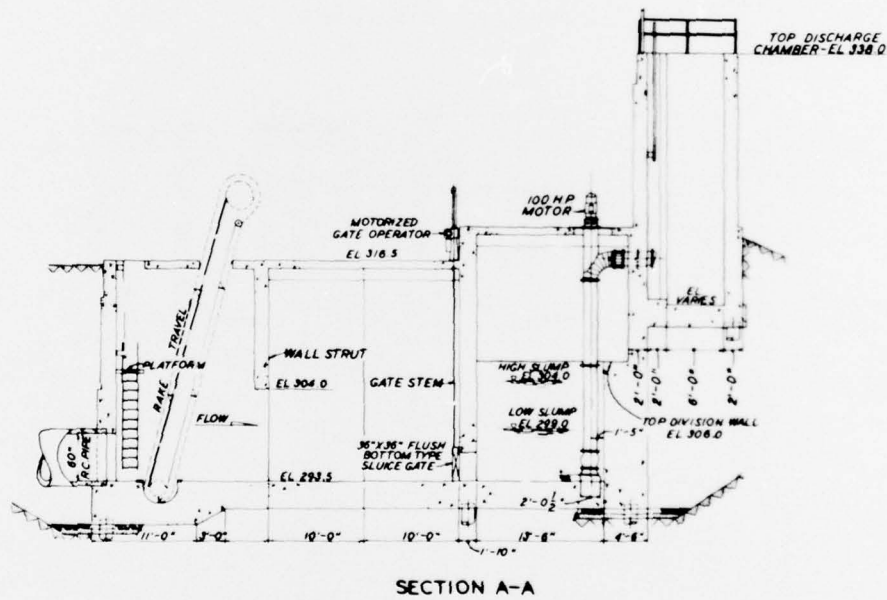 TOP DISCHARGE
CHAMBER-EL 338.0
100 HP
MOTOR
MOTORIZED
GATE OPERATOR
EL 316.5
EL
VARIES
RAKE TRAVEL
WALL STRUT
PLATFORM
EL 304.0
GATE STEM
HIGH SLUMP
EL 304.0
FLOW
LOW SLUMP
EL 299.0
2'-0"
2'-0"
6'-0"
2'-0"
TOP DIVISION WALL
EL 306.0
1'-5"
60"
R.C. PIPE
36"X36" FLUSH
BOTTOM TYPE
SLUICE GATE
EL 293.5
2'-0 1/2"
11'-0"
3'-0"
10'-0"
10'-0"
1'-10"
13'-6"
4'-6"
SECTION A-A